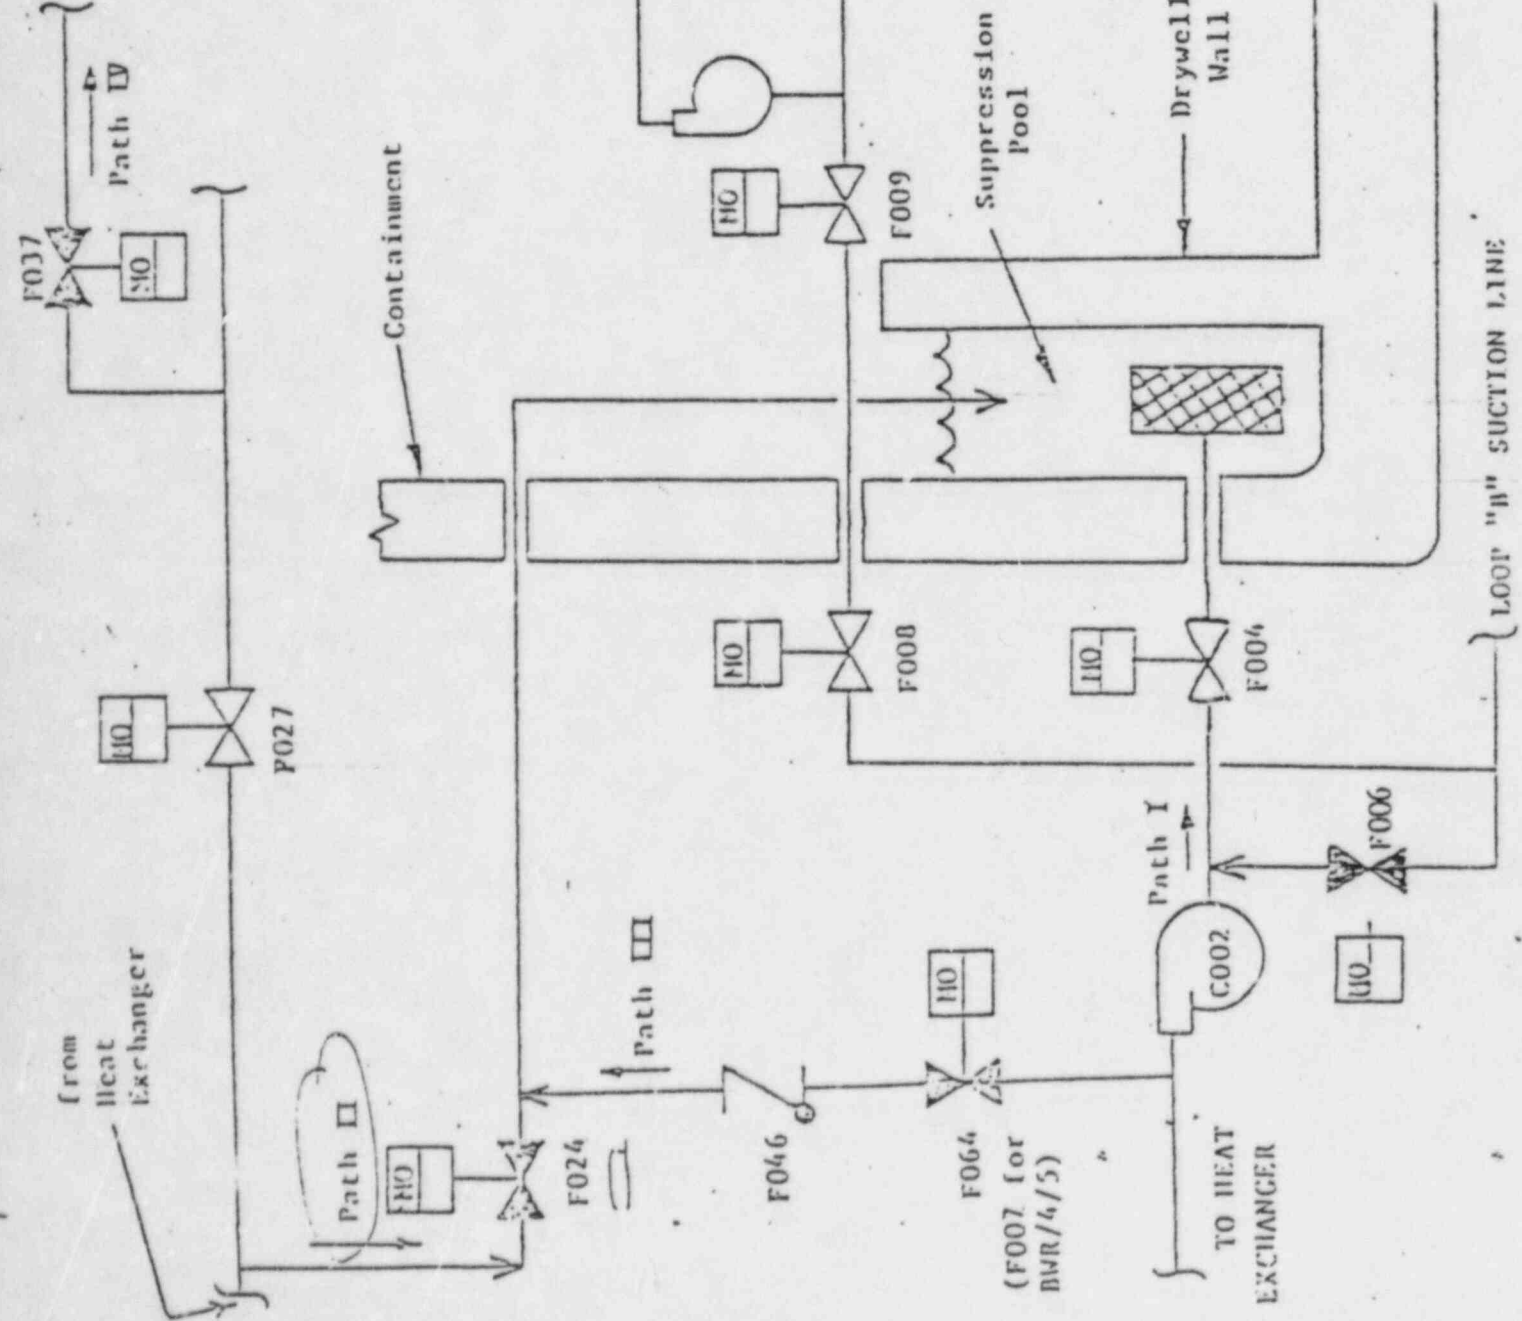 Path IV
F037
MO
Containment
MO
F009
Suppression
Pool
Drywell
Wall
MO
F027
MO
F008
MO
F004
LOOP "B" SUCTION LINE
from
Heat
Exchanger
Path II
MO
F024
Path III
F046
MO
F064
(F007 for
BWR/4/5)
Path I
C002
F006
MO
TO HEAT
EXCHANGER